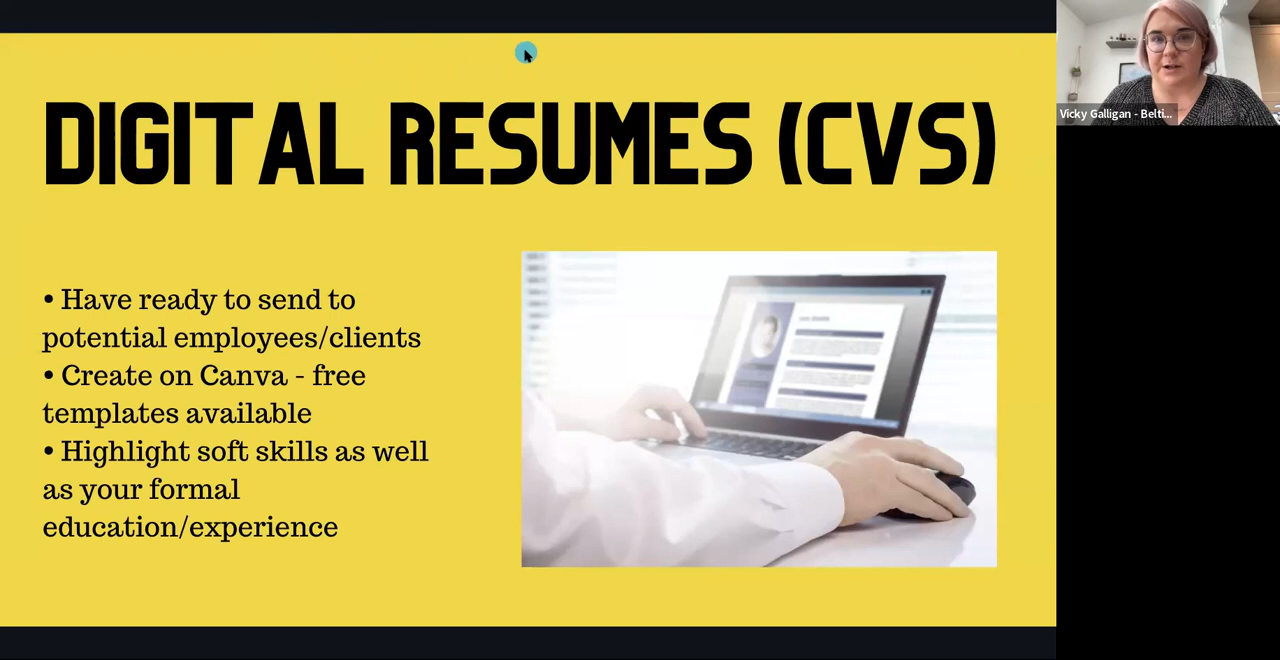 DIGITAL RESUMES (CVS)
• Have ready to send to
potential employees/clients
• Create on Canva - free
templates available
• Highlight soft skills as well
as your formal
education/experience
Vicky Galligan - Belti...